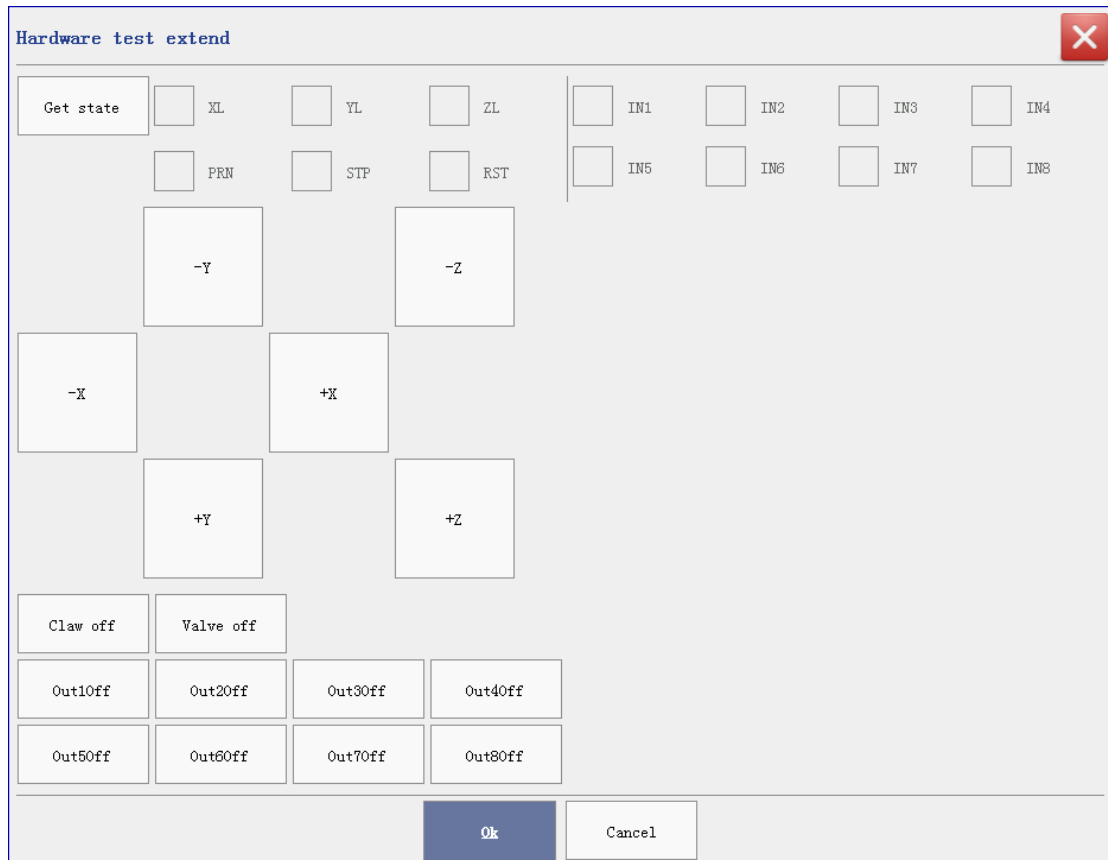 Hardware test extend
Get state XL YL ZL IN1 IN2 IN3 IN4
PRN STP RST IN5 IN6 IN7 IN8
-Y -Z
-X +X
+Y +Z
Claw off Valve off
Out1Off Out2Off Out3Off Out4Off
Out5Off Out6Off Out7Off Out8Off
Ok Cancel